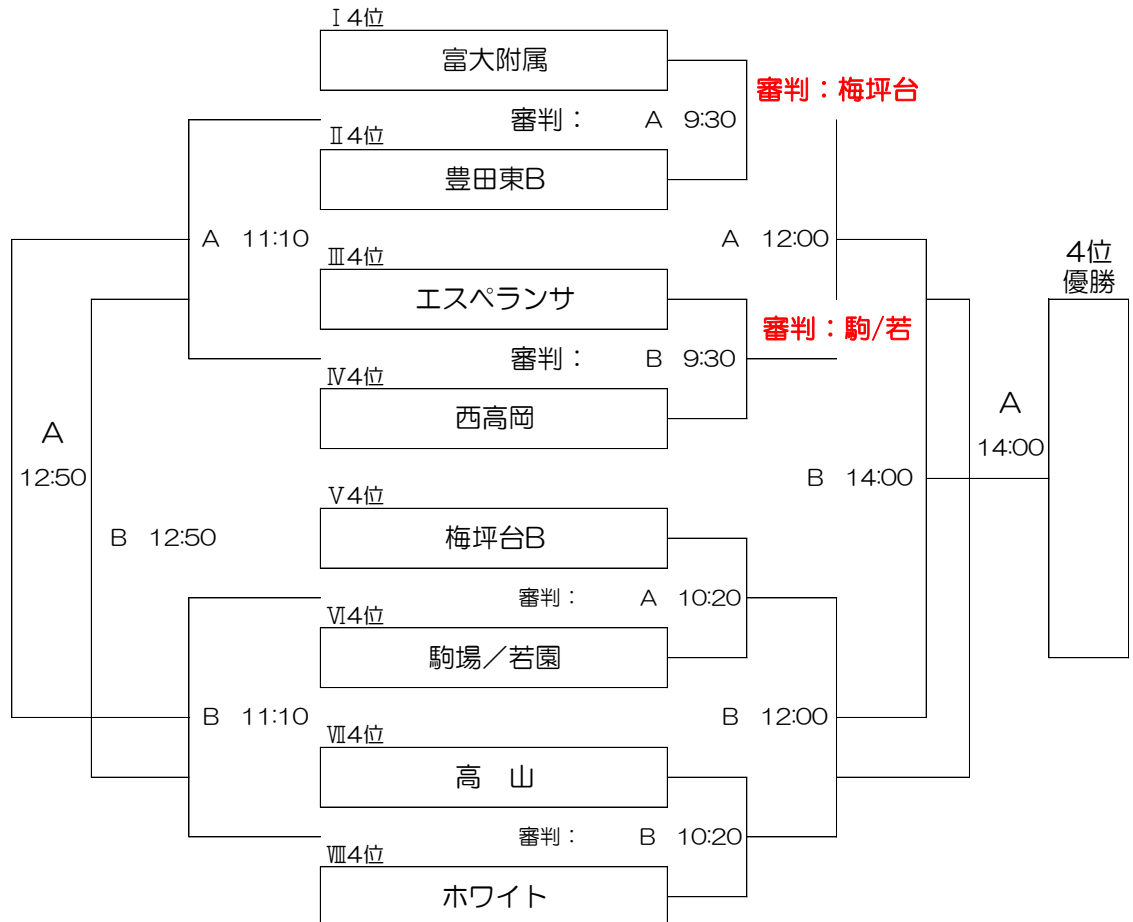 Ⅰ4位
富大附属
審判：梅坪台
審判： A 9:30
Ⅱ4位
豊田東B
A 11:10
A 12:00
Ⅲ4位
エスペランサ
4位
優勝
審判：駒/若
審判： B 9:30
Ⅳ4位
西高岡
A
12:50
A
14:00
B 14:00
Ⅴ4位
梅坪台B
B 12:50
審判： A 10:20
Ⅵ4位
駒場／若園
B 11:10
B 12:00
Ⅶ4位
高 山
審判： B 10:20
Ⅷ4位
ホワイト